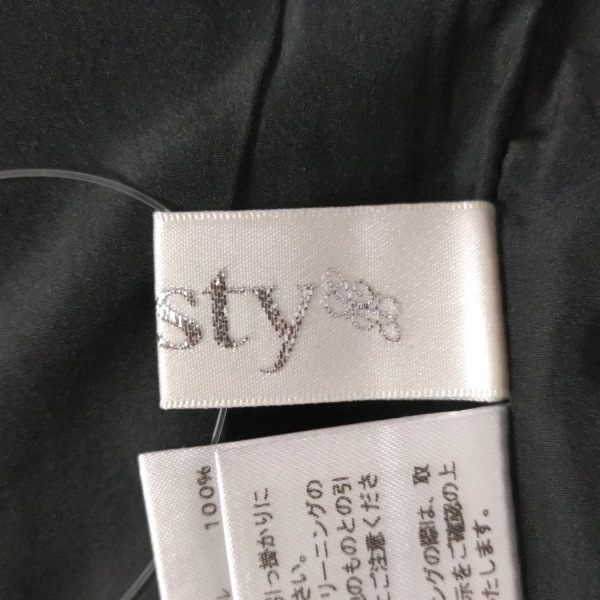 sty
100%
引っ掛かりに
さい。
リーニングの
他のものとの引
にご注意くださ
ングの際は、取
示をご確認の上
たします。